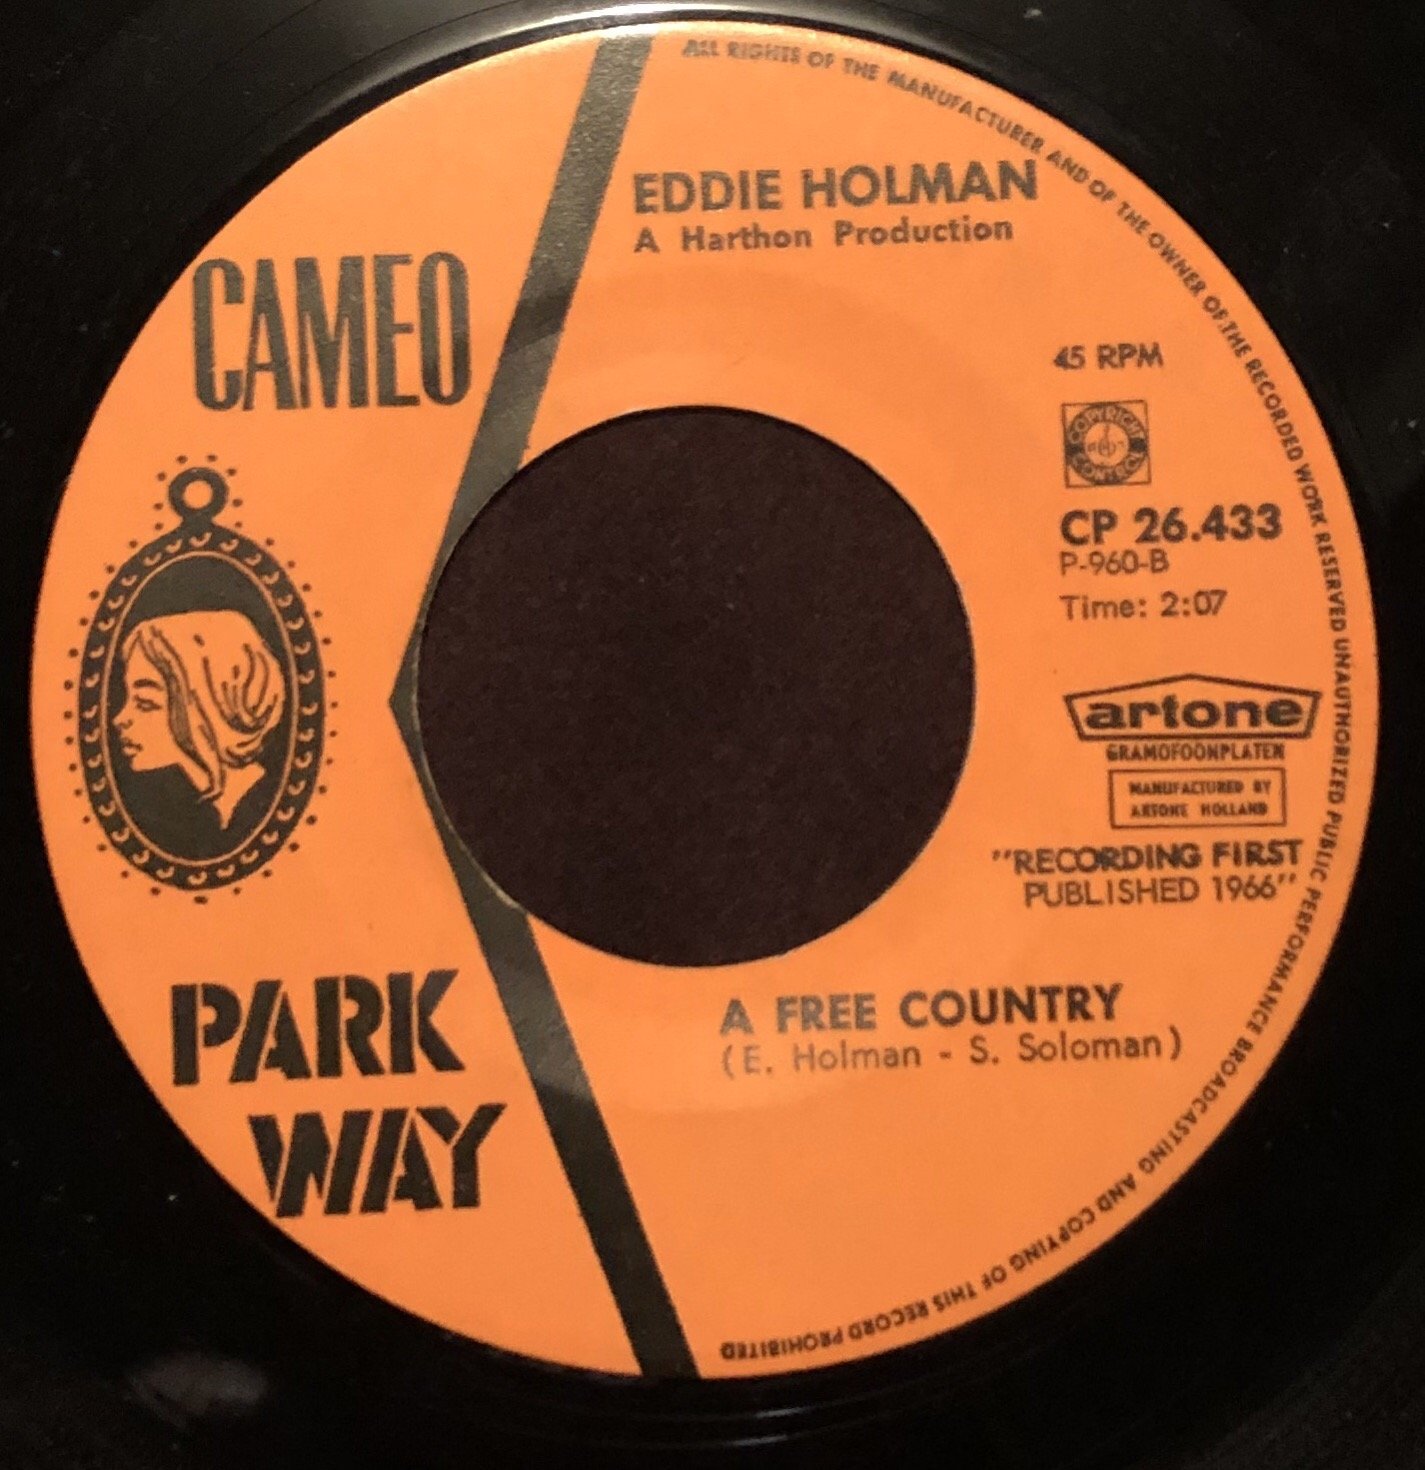 CAMEO
PARK
WAY
EDDIE HOLMAN
A Harthon Production
45 RPM
COPYRIGHT
CONTROL
CP 26.433
P-960-B
Time: 2:07
artone
GRAMOFOONPLATEN
MANUFACTURED BY
ARTONE HOLLAND
"RECORDING FIRST
PUBLISHED 1966"
A FREE COUNTRY
(E. Holman - S. Soloman)
ALL RIGHTS OF THE MANUFACTURER AND OF THE OWNER OF THE RECORDED WORK RESERVED UNAUTHORIZED PUBLIC PERFORMANCE BROADCASTING AND COPYING OF THIS RECORD PROHIBITED